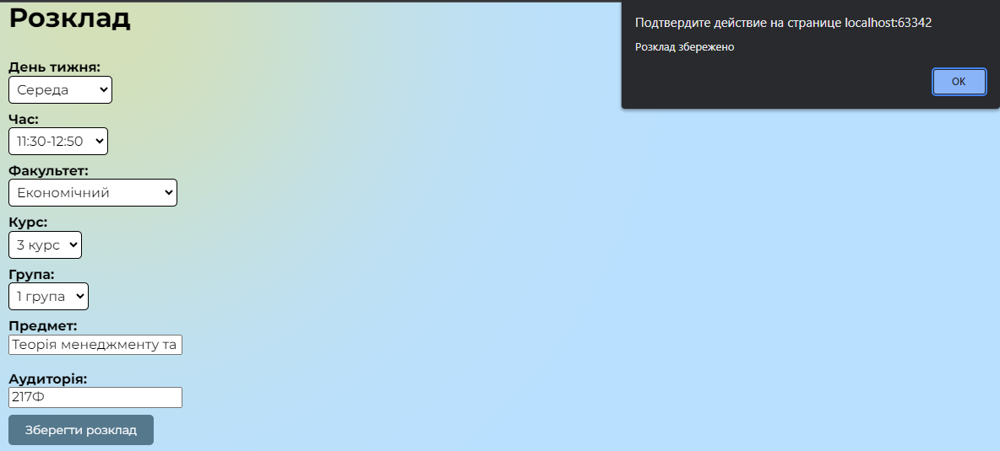 Розклад
Подтвердите действие на странице localhost:63342
Розклад збережено
ОК
День тижня:
Середа
Час:
11:30-12:50
Факультет:
Економічний
Курс:
3 курс
Група:
1 група
Предмет:
Теорія менеджменту та
Аудиторія:
217Ф
Зберегти розклад